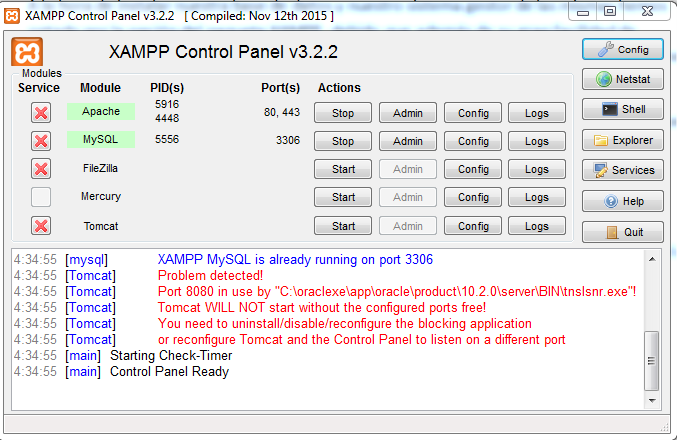 XAMPP Control Panel v3.2.2 [ Compiled: Nov 12th 2015 ]
XAMPP Control Panel v3.2.2
Config
Modules
Service Module PID(s) Port(s) Actions
Netstat
Apache 5916 4448 80, 443 Stop Admin Config Logs
Shell
MySQL 5556 3306 Stop Admin Config Logs
Explorer
FileZilla Start Admin Config Logs
Services
Mercury Start Admin Config Logs
Help
Tomcat Start Admin Config Logs
Quit
4:34:55 [mysql] XAMPP MySQL is already running on port 3306
4:34:55 [Tomcat] Problem detected!
4:34:55 [Tomcat] Port 8080 in use by "C:\oraclexe\app\oracle\product\10.2.0\server\BIN\tnslsnr.exe"!
4:34:55 [Tomcat] Tomcat WILL NOT start without the configured ports free!
4:34:55 [Tomcat] You need to uninstall/disable/reconfigure the blocking application
4:34:55 [Tomcat] or reconfigure Tomcat and the Control Panel to listen on a different port
4:34:55 [main] Starting Check-Timer
4:34:55 [main] Control Panel Ready